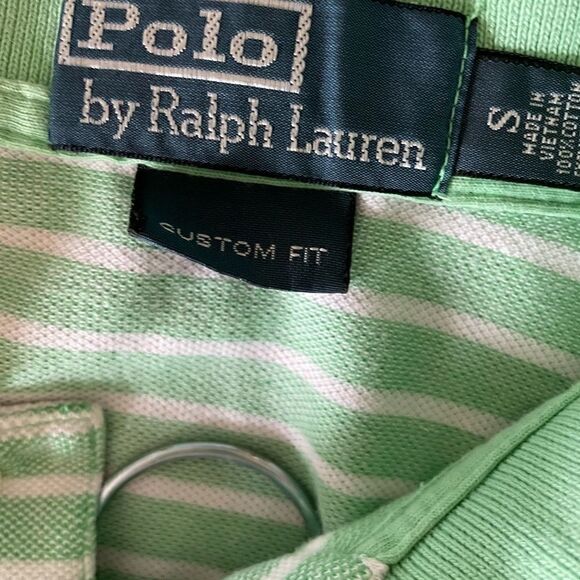 Polo
by Ralph Lauren
CUSTOM FIT
S
MADE IN
VIETNAM
100% COTTON